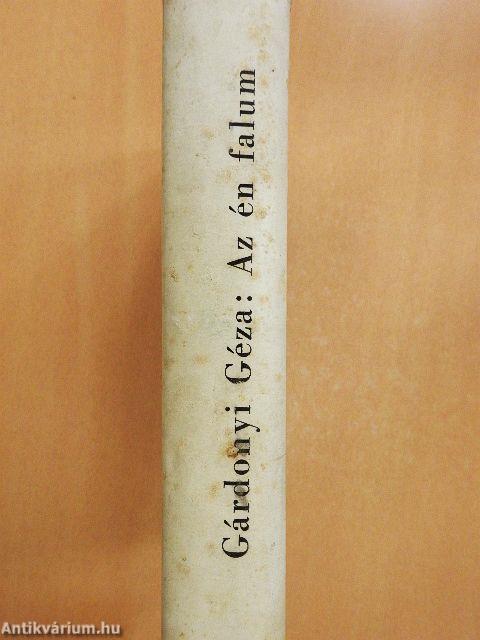 Gárdonyi Géza: Az én falum
Antikvárium.hu